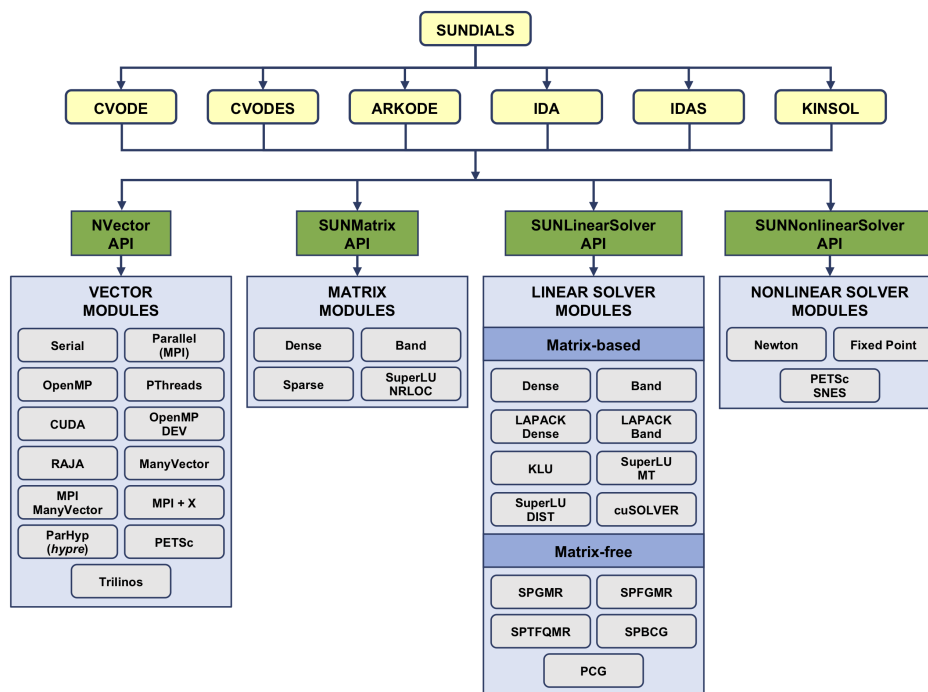 SUNDIALS
CVODE
CVODES
ARKODE
IDA
IDAS
KINSOL
NVector
API
SUNMatrix
API
SUNLinearSolver
API
SUNNonlinearSolver
API
VECTOR
MODULES
Serial
Parallel
(MPI)
OpenMP
PThreads
CUDA
OpenMP
DEV
RAJA
ManyVector
MPI
ManyVector
MPI + X
ParHyp
(hypre)
PETSc
Trilinos
MATRIX
MODULES
Dense
Band
Sparse
SuperLU
NRLOC
LINEAR SOLVER
MODULES
Matrix-based
Dense
Band
LAPACK
Dense
LAPACK
Band
KLU
SuperLU
MT
SuperLU
DIST
cuSOLVER
Matrix-free
SPGMR
SPFGMR
SPTFQMR
SPBCG
PCG
NONLINEAR SOLVER
MODULES
Newton
Fixed Point
PETSc
SNES